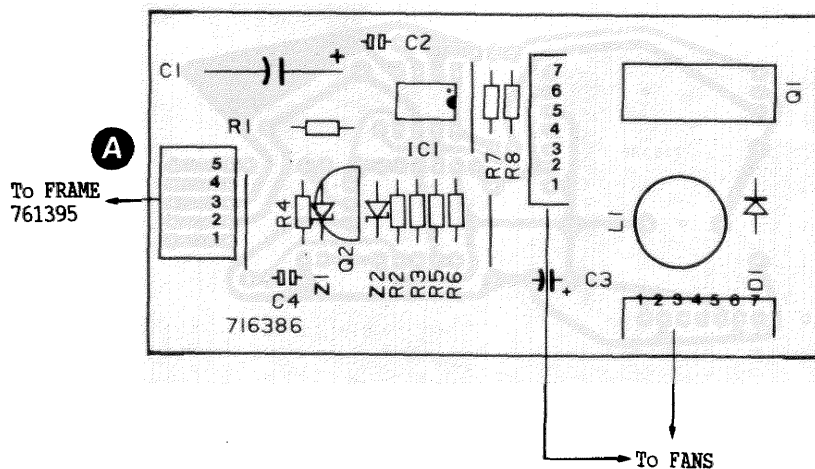 C1
+
C2
7
6
5
4
3
2
1
Q1
R1
IC1
R7
R8
A
5
4
3
2
1
To FRAME
761395
R4
Z1
Q2
Z2
R2
R3
R5
R6
L1
D1
C4
C3
+
1 2 3 4 5 6 7
716386
To FANS